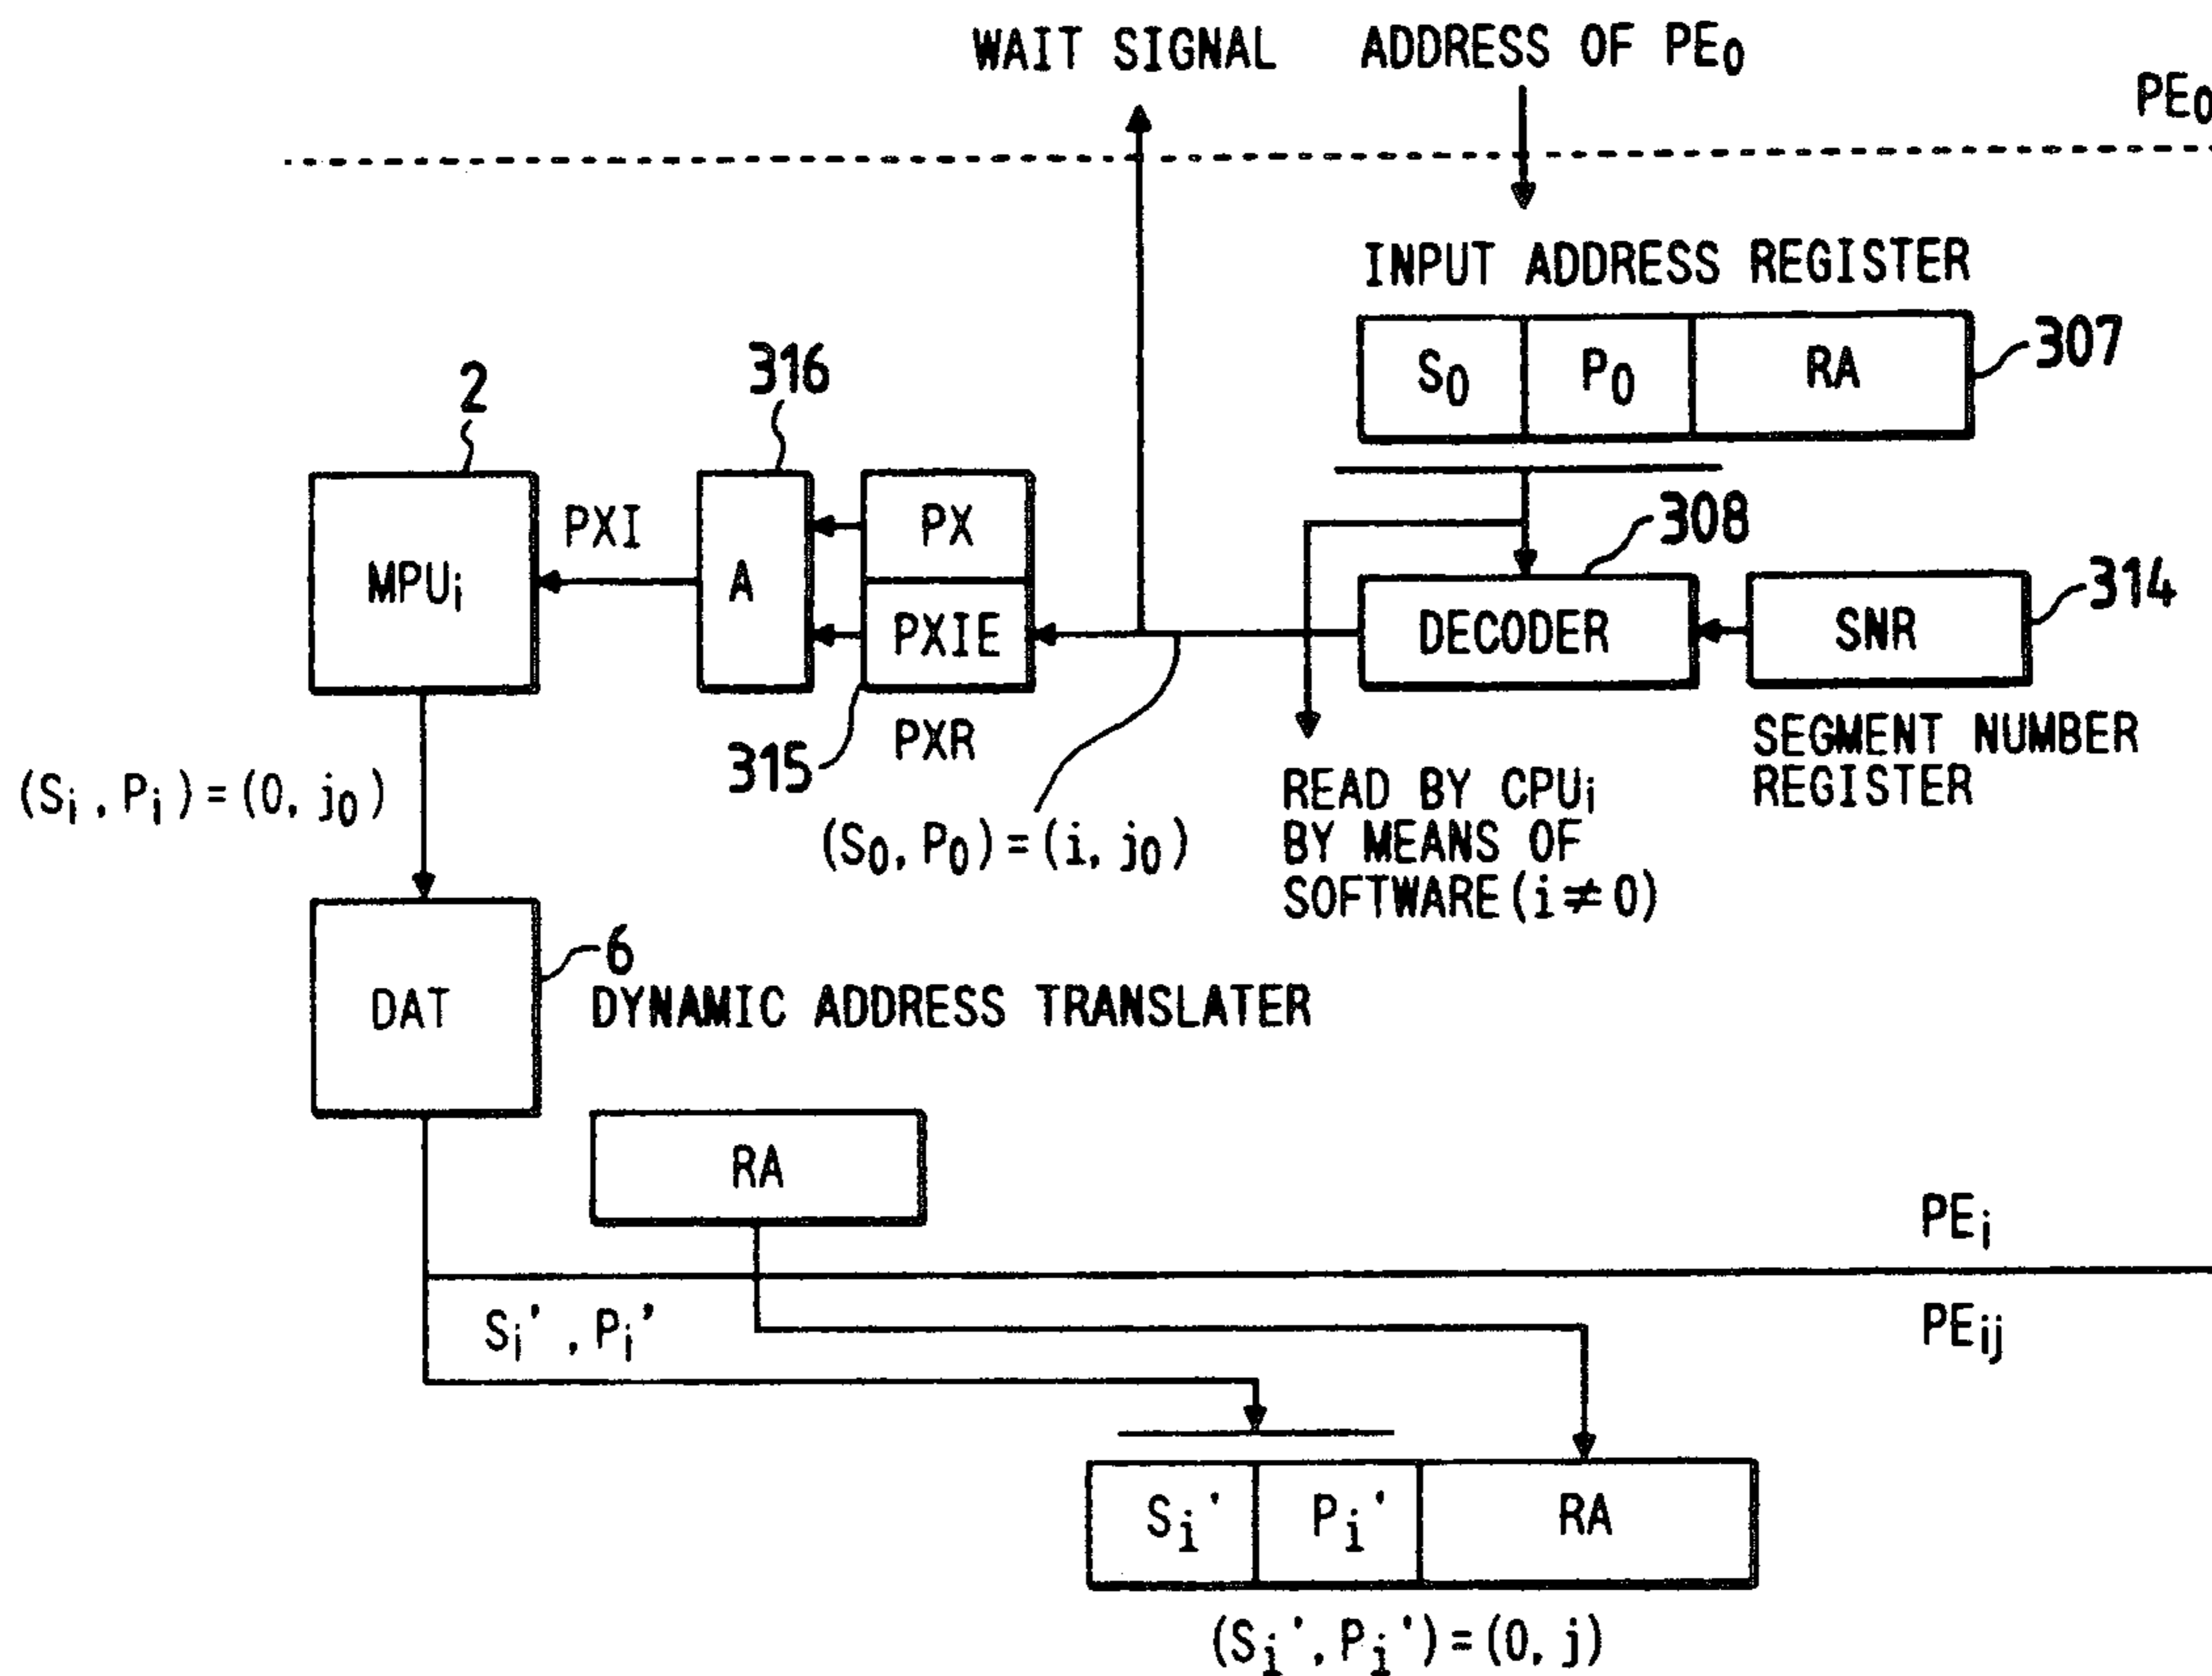 WAIT SIGNAL ADDRESS OF PE0
PE0
INPUT ADDRESS REGISTER
S0 P0 RA
307
316
2
308
314
MPUi
PXI
A
PX
PXIE
DECODER
SNR
315
PXR
SEGMENT NUMBER
REGISTER
(Si, Pi)=(0, j0)
(S0, P0)=(i, j0)
READ BY CPUi
BY MEANS OF
SOFTWARE(i≠0)
6
DAT
DYNAMIC ADDRESS TRANSLATER
RA
PEi
Si', Pi'
PEij
Si' Pi' RA
(Si', Pi')=(0, j)